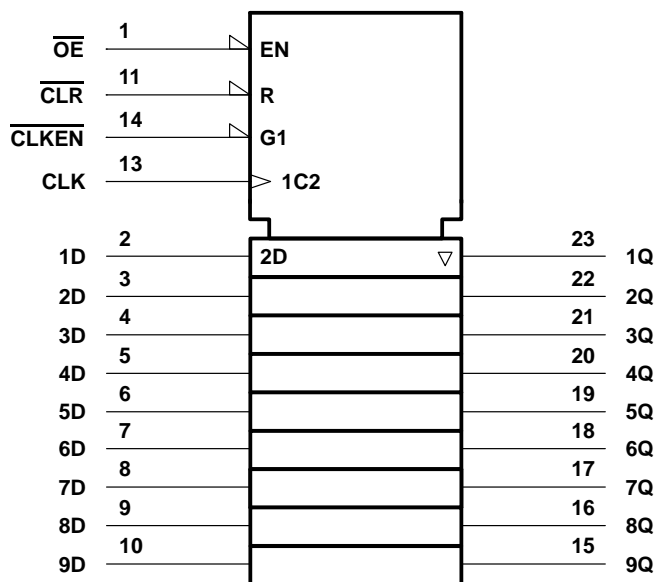 1
OE EN
11
CLR R
14
CLKEN G1
13
CLK 1C2
2 23
1D 2D 1Q
3 22
2D 2Q
4 21
3D 3Q
5 20
4D 4Q
6 19
5D 5Q
7 18
6D 6Q
8 17
7D 7Q
9 16
8D 8Q
10 15
9D 9Q